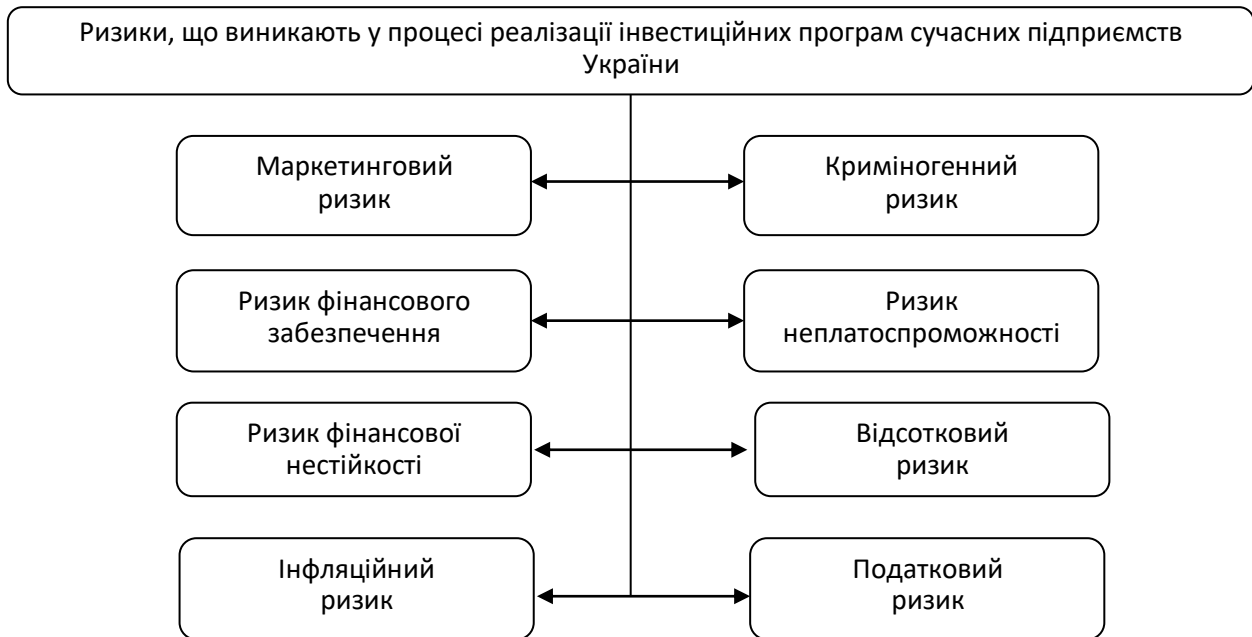 Ризики, що виникають у процесі реалізації інвестиційних програм сучасних підприємств
України
Маркетинговий
ризик
Криміногенний
ризик
Ризик фінансового
забезпечення
Ризик
неплатоспроможності
Ризик фінансової
нестійкості
Відсотковий
ризик
Інфляційний
ризик
Податковий
ризик